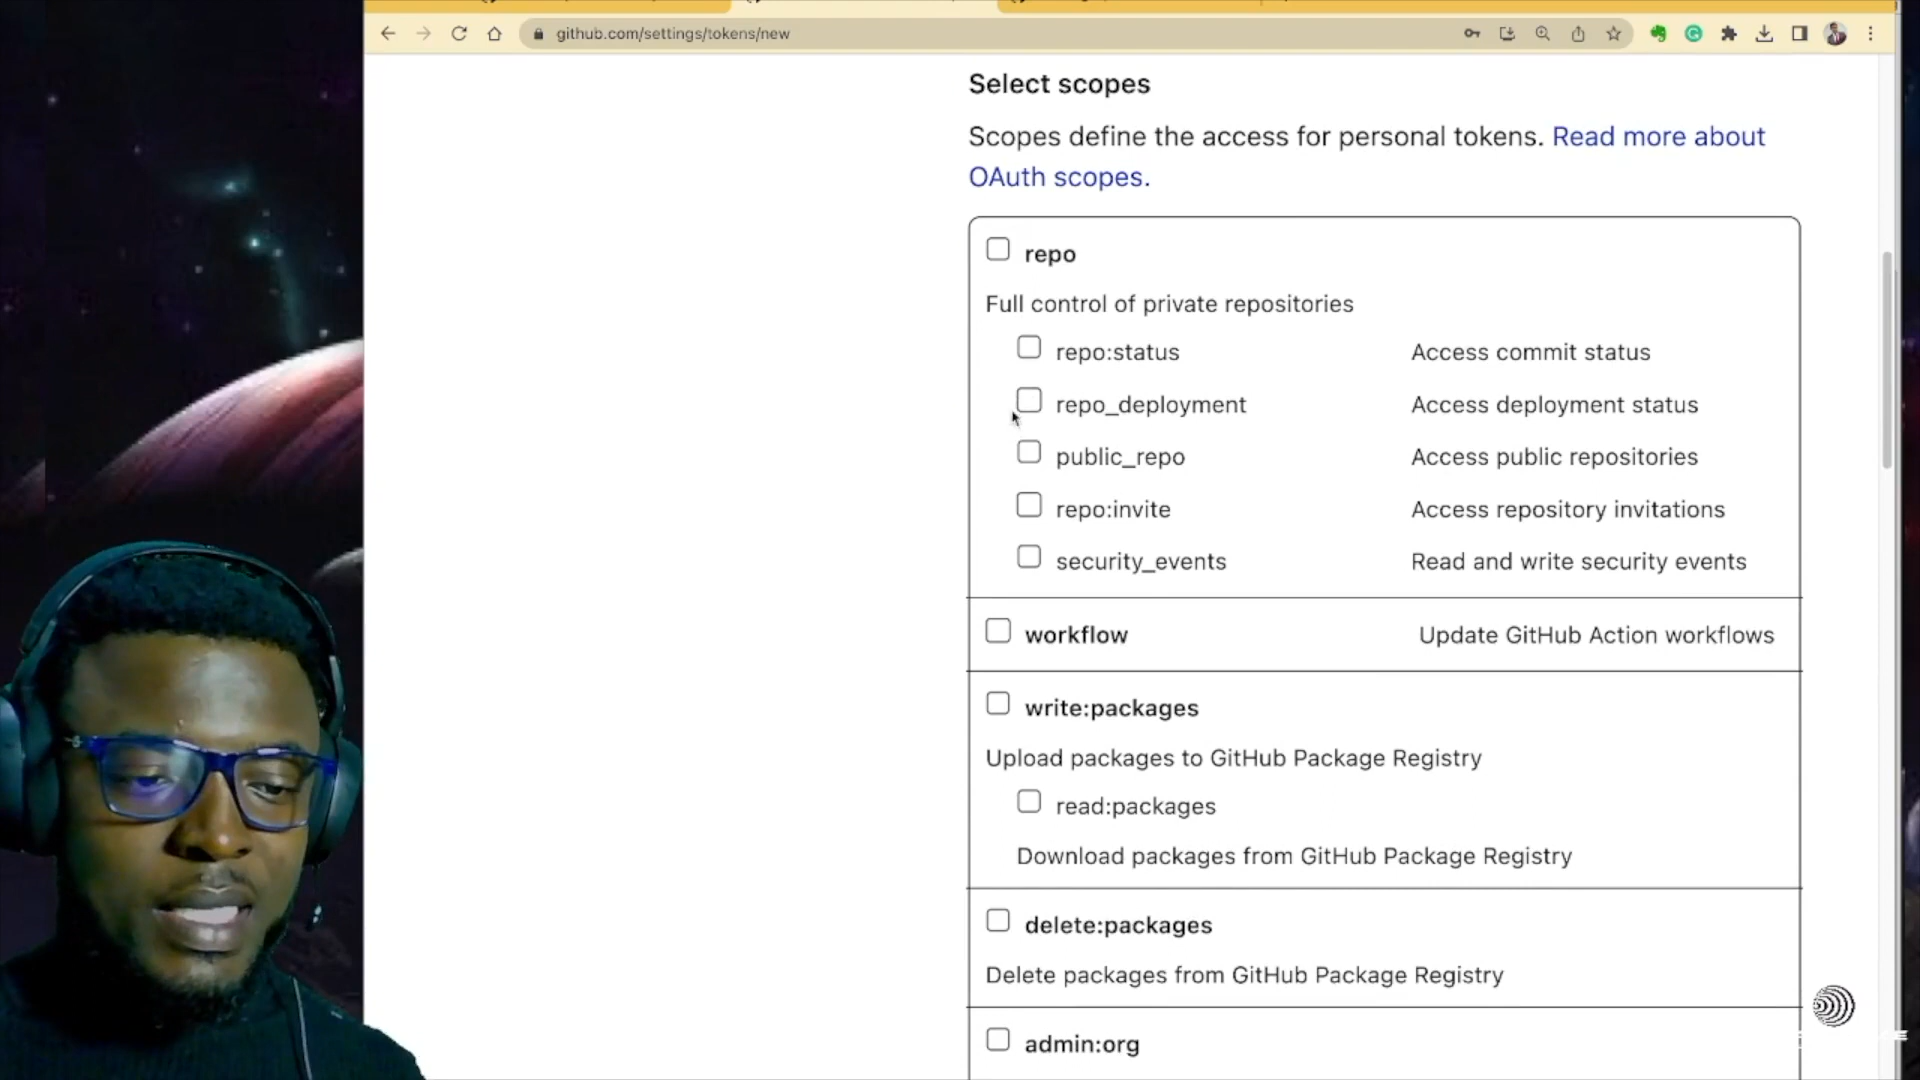 github.com/settings/tokens/new
Select scopes
Scopes define the access for personal tokens. Read more about
OAuth scopes.
repo
Full control of private repositories
repo:status Access commit status
repo_deployment Access deployment status
public_repo Access public repositories
repo:invite Access repository invitations
security_events Read and write security events
workflow Update GitHub Action workflows
write:packages
Upload packages to GitHub Package Registry
read:packages
Download packages from GitHub Package Registry
delete:packages
Delete packages from GitHub Package Registry
admin:org